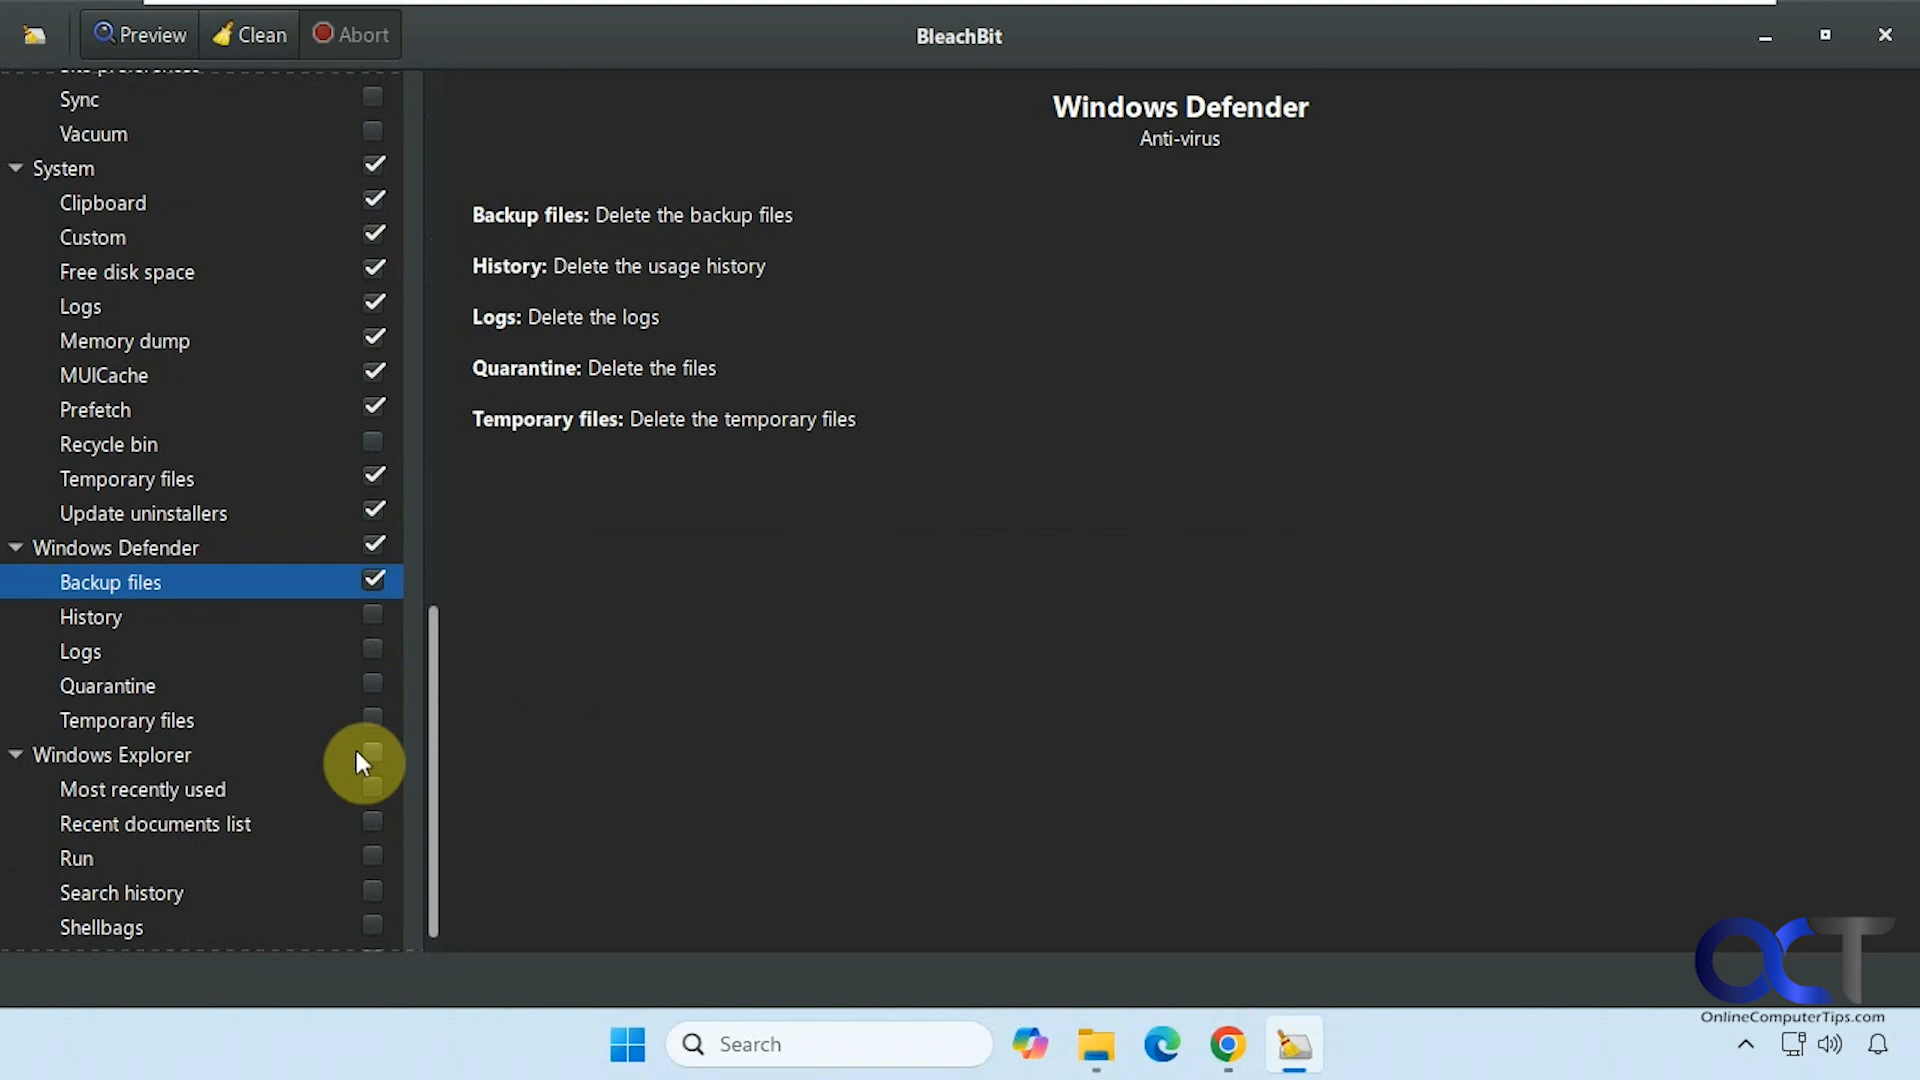 Preview Clean Abort BleachBit
Site preferences
Sync
Vacuum
System
Clipboard
Custom
Free disk space
Logs
Memory dump
MUICache
Prefetch
Recycle bin
Temporary files
Update uninstallers
Windows Defender
Backup files
History
Logs
Quarantine
Temporary files
Windows Explorer
Most recently used
Recent documents list
Run
Search history
Shellbags
Windows Defender
Anti-virus
Backup files: Delete the backup files
History: Delete the usage history
Logs: Delete the logs
Quarantine: Delete the files
Temporary files: Delete the temporary files
OCT
OnlineComputerTips.com
Search